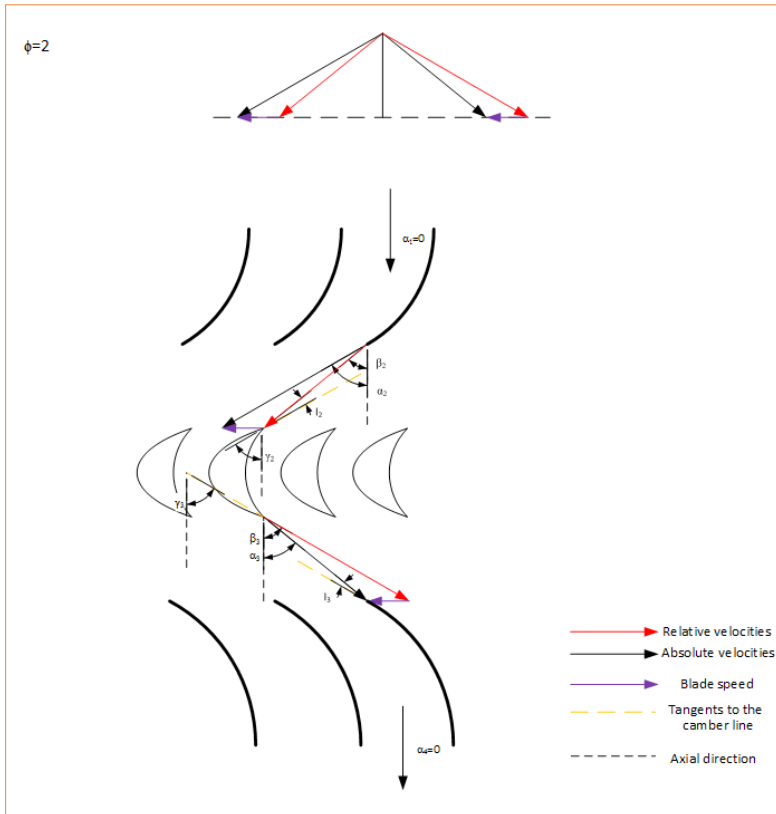 ϕ=2
α₁=0
β₂
α₂
I₂
γ₂
γ₃
β₃
α₃
I₃
Relative velocities
Absolute velocities
Blade speed
Tangents to the
camber line
Axial direction
α₄=0